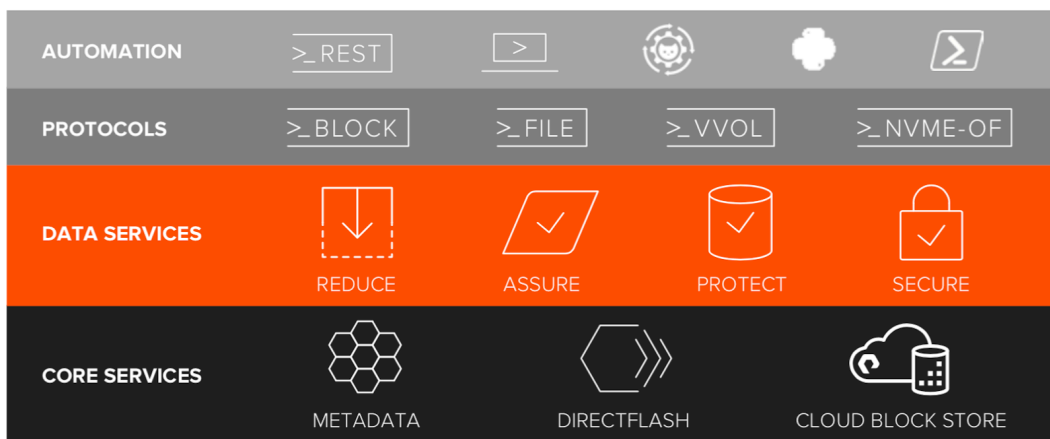 AUTOMATION >_REST >
PROTOCOLS >_BLOCK >_FILE >_VVOL >_NVME-OF
DATA SERVICES
REDUCE ASSURE PROTECT SECURE
CORE SERVICES
METADATA DIRECTFLASH CLOUD BLOCK STORE